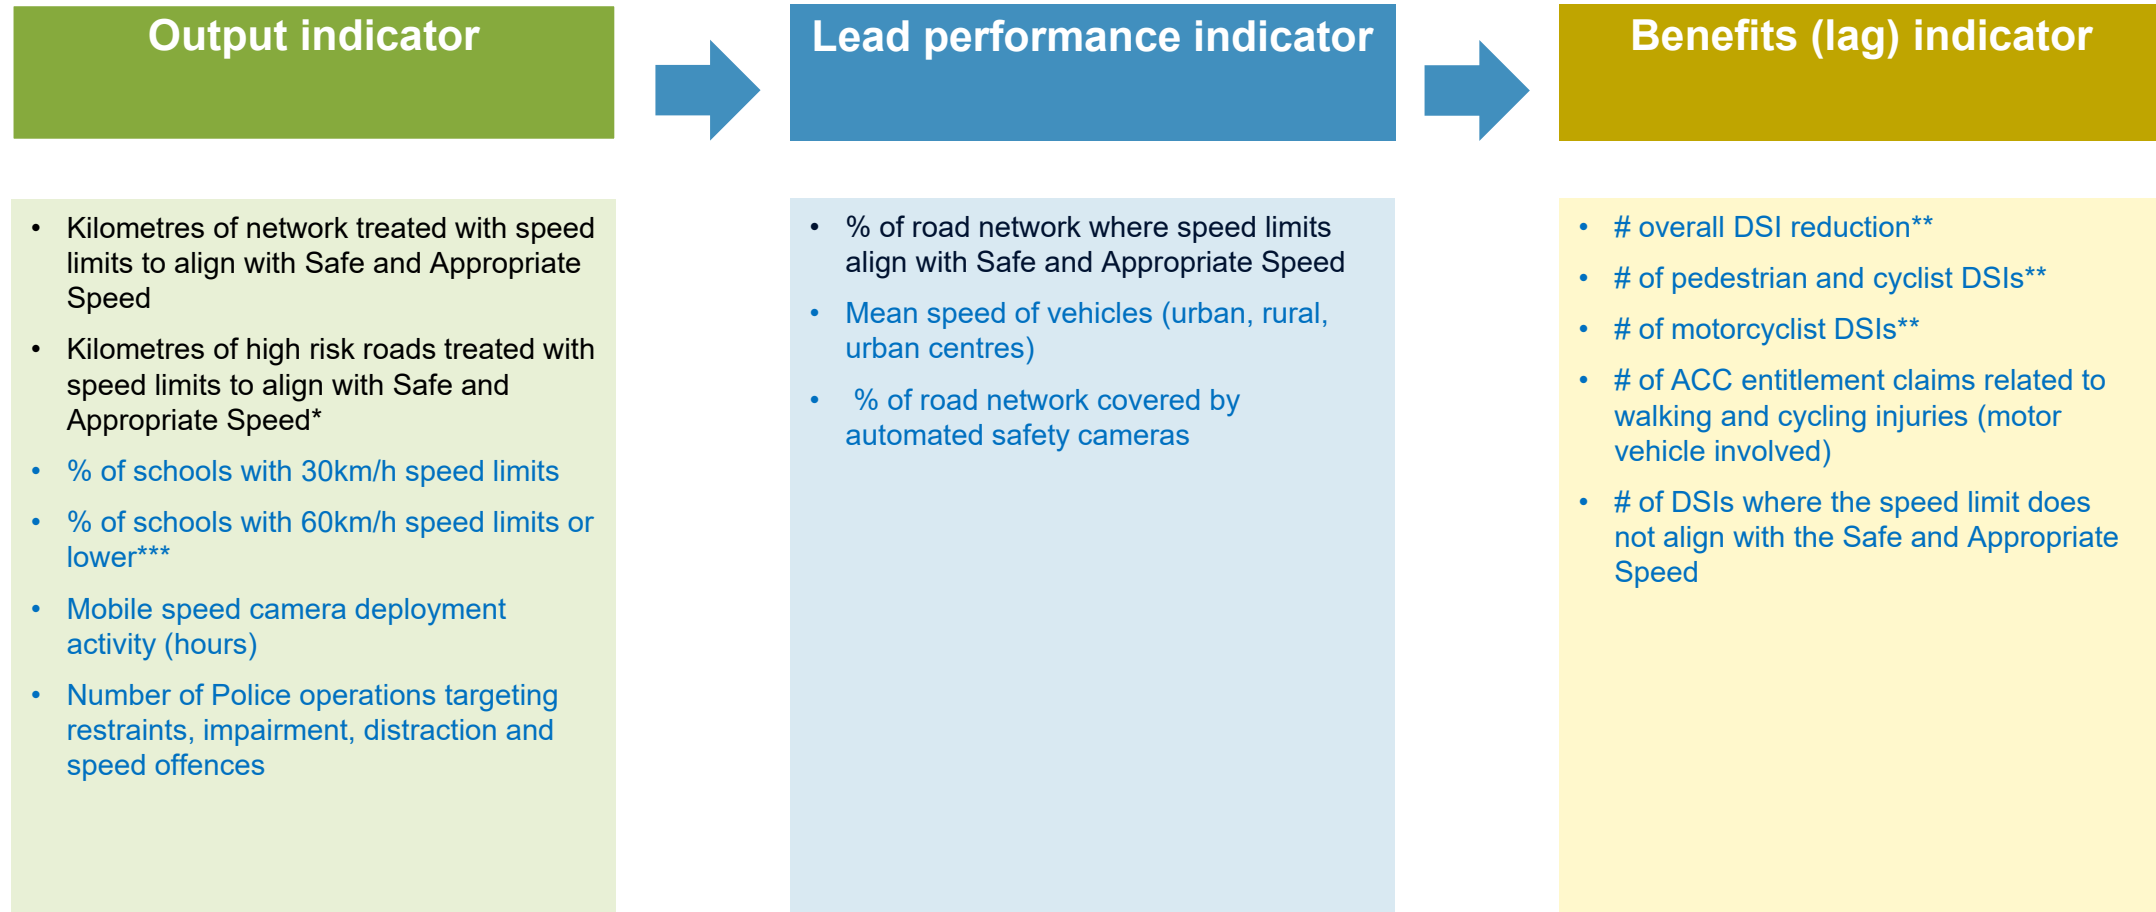 Output indicator
• Kilometres of network treated with speed
limits to align with Safe and Appropriate
Speed
• Kilometres of high risk roads treated with
speed limits to align with Safe and
Appropriate Speed*
• % of schools with 30km/h speed limits
• % of schools with 60km/h speed limits or
lower***
• Mobile speed camera deployment
activity (hours)
• Number of Police operations targeting
restraints, impairment, distraction and
speed offences
Lead performance indicator
• % of road network where speed limits
align with Safe and Appropriate Speed
• Mean speed of vehicles (urban, rural,
urban centres)
• % of road network covered by
automated safety cameras
Benefits (lag) indicator
• # overall DSI reduction**
• # of pedestrian and cyclist DSIs**
• # of motorcyclist DSIs**
• # of ACC entitlement claims related to
walking and cycling injuries (motor
vehicle involved)
• # of DSIs where the speed limit does
not align with the Safe and Appropriate
Speed